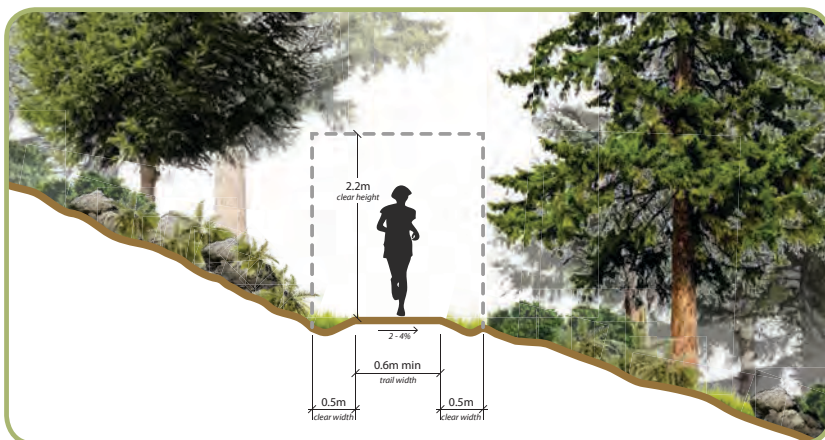 2.2m
clear height
2 - 4%
0.6m min
trail width
0.5m
clear width
0.5m
clear width